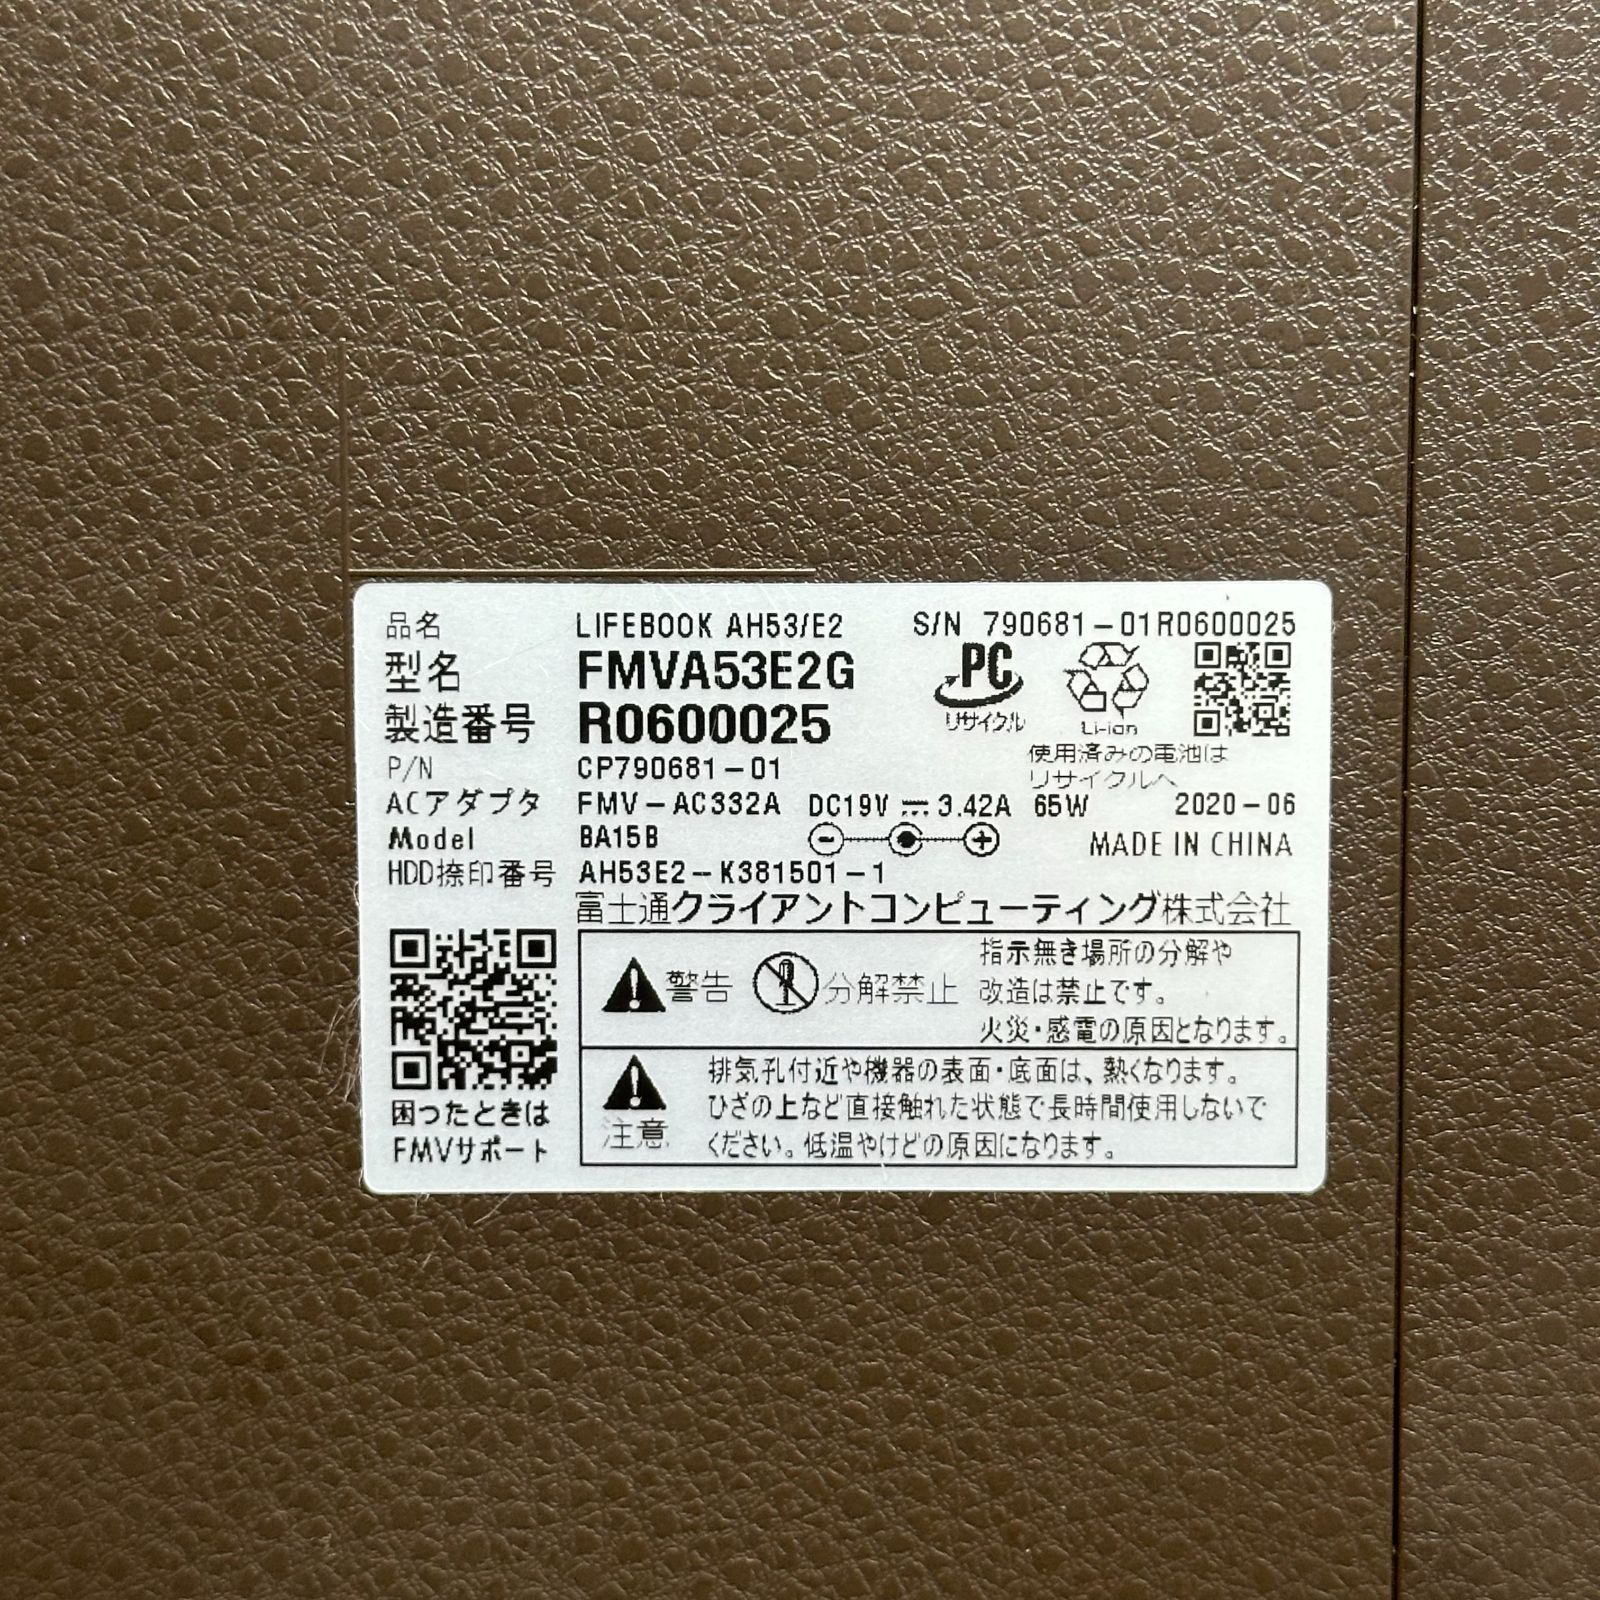 品名 LIFEBOOK AH53/E2 S/N 790681-01R0600025
型名 FMVA53E2G
製造番号 R0600025
PC
リサイクル
Li-ion
使用済みの電池は
リサイクルへ
P/N CP790681-01
ACアダプタ FMV-AC332A DC19V 3.42A 65W 2020-06
Model BA15B MADE IN CHINA
HDD捺印番号 AH53E2-K381501-1
富士通クライアントコンピューティング株式会社
警告 分解禁止
指示無き場所の分解や
改造は禁止です。
火災・感電の原因となります。
注意
排気孔付近や機器の表面・底面は、熱くなります。
ひざの上など直接触れた状態で長時間使用しないで
ください。低温やけどの原因になります。
困ったときは
FMVサポート